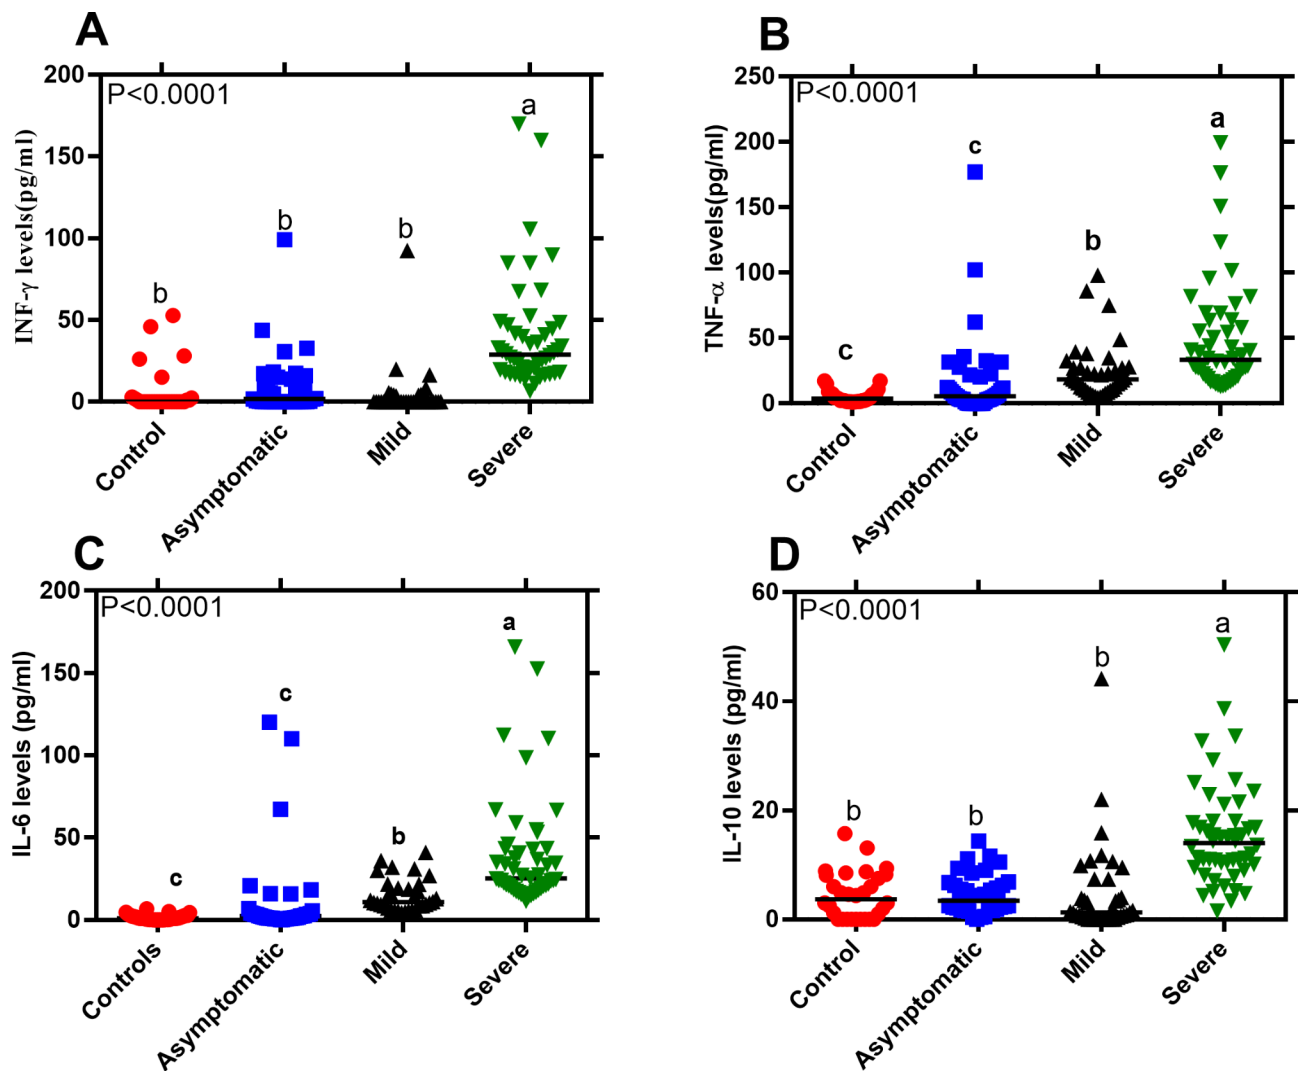 A
P<0.0001
INF-γ levels(pg/ml)
200
150
100
50
0
b
b
b
a
Control
Asymptomatic
Mild
Severe
B
P<0.0001
TNF-α levels(pg/ml)
250
200
150
100
50
0
c
c
b
a
Control
Asymptomatic
Mild
Severe
C
P<0.0001
IL-6 levels (pg/ml)
200
150
100
50
0
c
c
b
a
Controls
Asymptomatic
Mild
Severe
D
P<0.0001
IL-10 levels (pg/ml)
60
40
20
0
b
b
b
a
Control
Asymptomatic
Mild
Severe